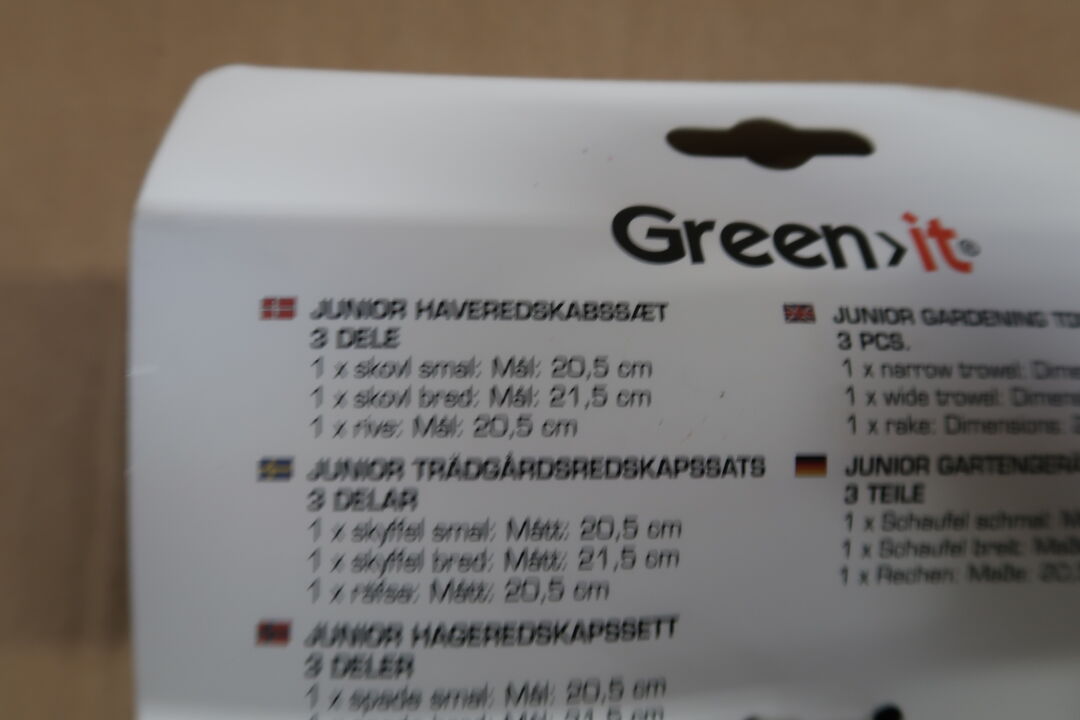 Green›it®
JUNIOR HAVEREDSKABSSÆT
3 DELE
1 x skovl smal: Mål: 20,5 cm
1 x skovl bred: Mål: 21,5 cm
1 x rive: Mål: 20,5 cm
JUNIOR TRÄDGÅRDSREDSKAPSSATS
3 DELAR
1 x skyffel smal: Mått: 20,5 cm
1 x skyffel bred: Mått: 21,5 cm
1 x räfsa: Mått: 20,5 cm
JUNIOR HAGEREDSKAPSSETT
3 DELER
1 x spade smal: Mål: 20,5 cm
JUNIOR GARDENING
3 PCS.
1 x narrow trowel:
1 x wide trowel:
1 x rake: Dimensions:
JUNIOR
3 TEILE
1 x Schaufel schmal:
1 x Schaufel breit:
1 x Rechen: Maße: